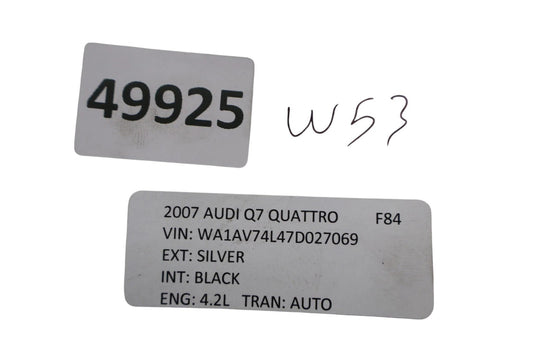 49925
W53
2007 AUDI Q7 QUATTRO F84
VIN: WA1AV74L47D027069
EXT: SILVER
INT: BLACK
ENG: 4.2L TRAN: AUTO